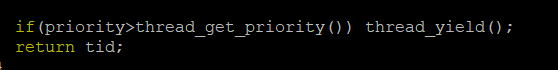 if(priority>thread_get_priority()) thread_yield();
return tid;